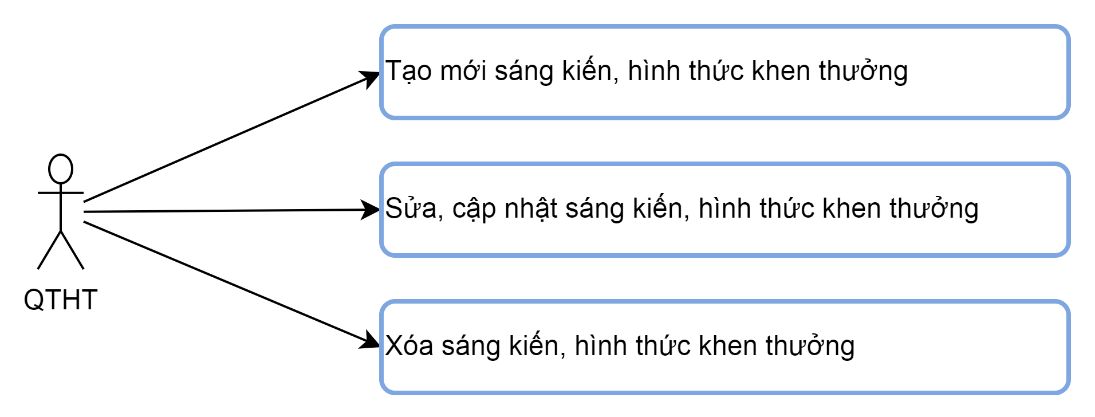 Tạo mới sáng kiến, hình thức khen thưởng
Sửa, cập nhật sáng kiến, hình thức khen thưởng
QTHT
Xóa sáng kiến, hình thức khen thưởng